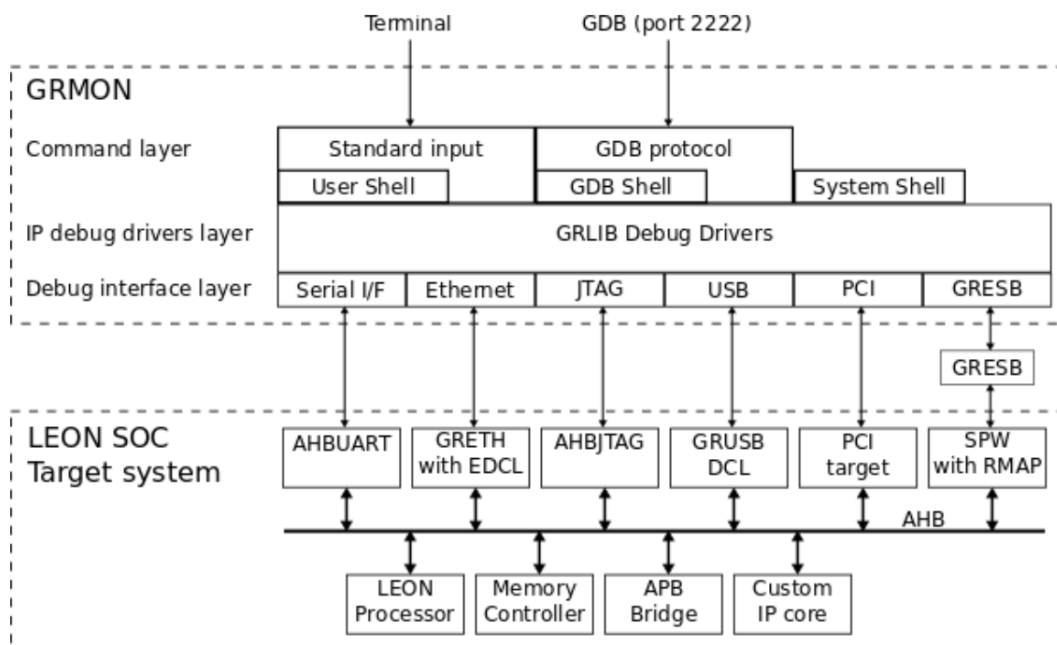 Terminal
GDB (port 2222)
GRMON
Command layer
Standard input
GDB protocol
User Shell
GDB Shell
System Shell
IP debug drivers layer
GRLIB Debug Drivers
Debug interface layer
Serial I/F
Ethernet
JTAG
USB
PCI
GRESB
GRESB
LEON SOC
Target system
AHBUART
GRETH
with EDCL
AHBJTAG
GRUSB
DCL
PCI
target
SPW
with RMAP
AHB
LEON
Processor
Memory
Controller
APB
Bridge
Custom
IP core